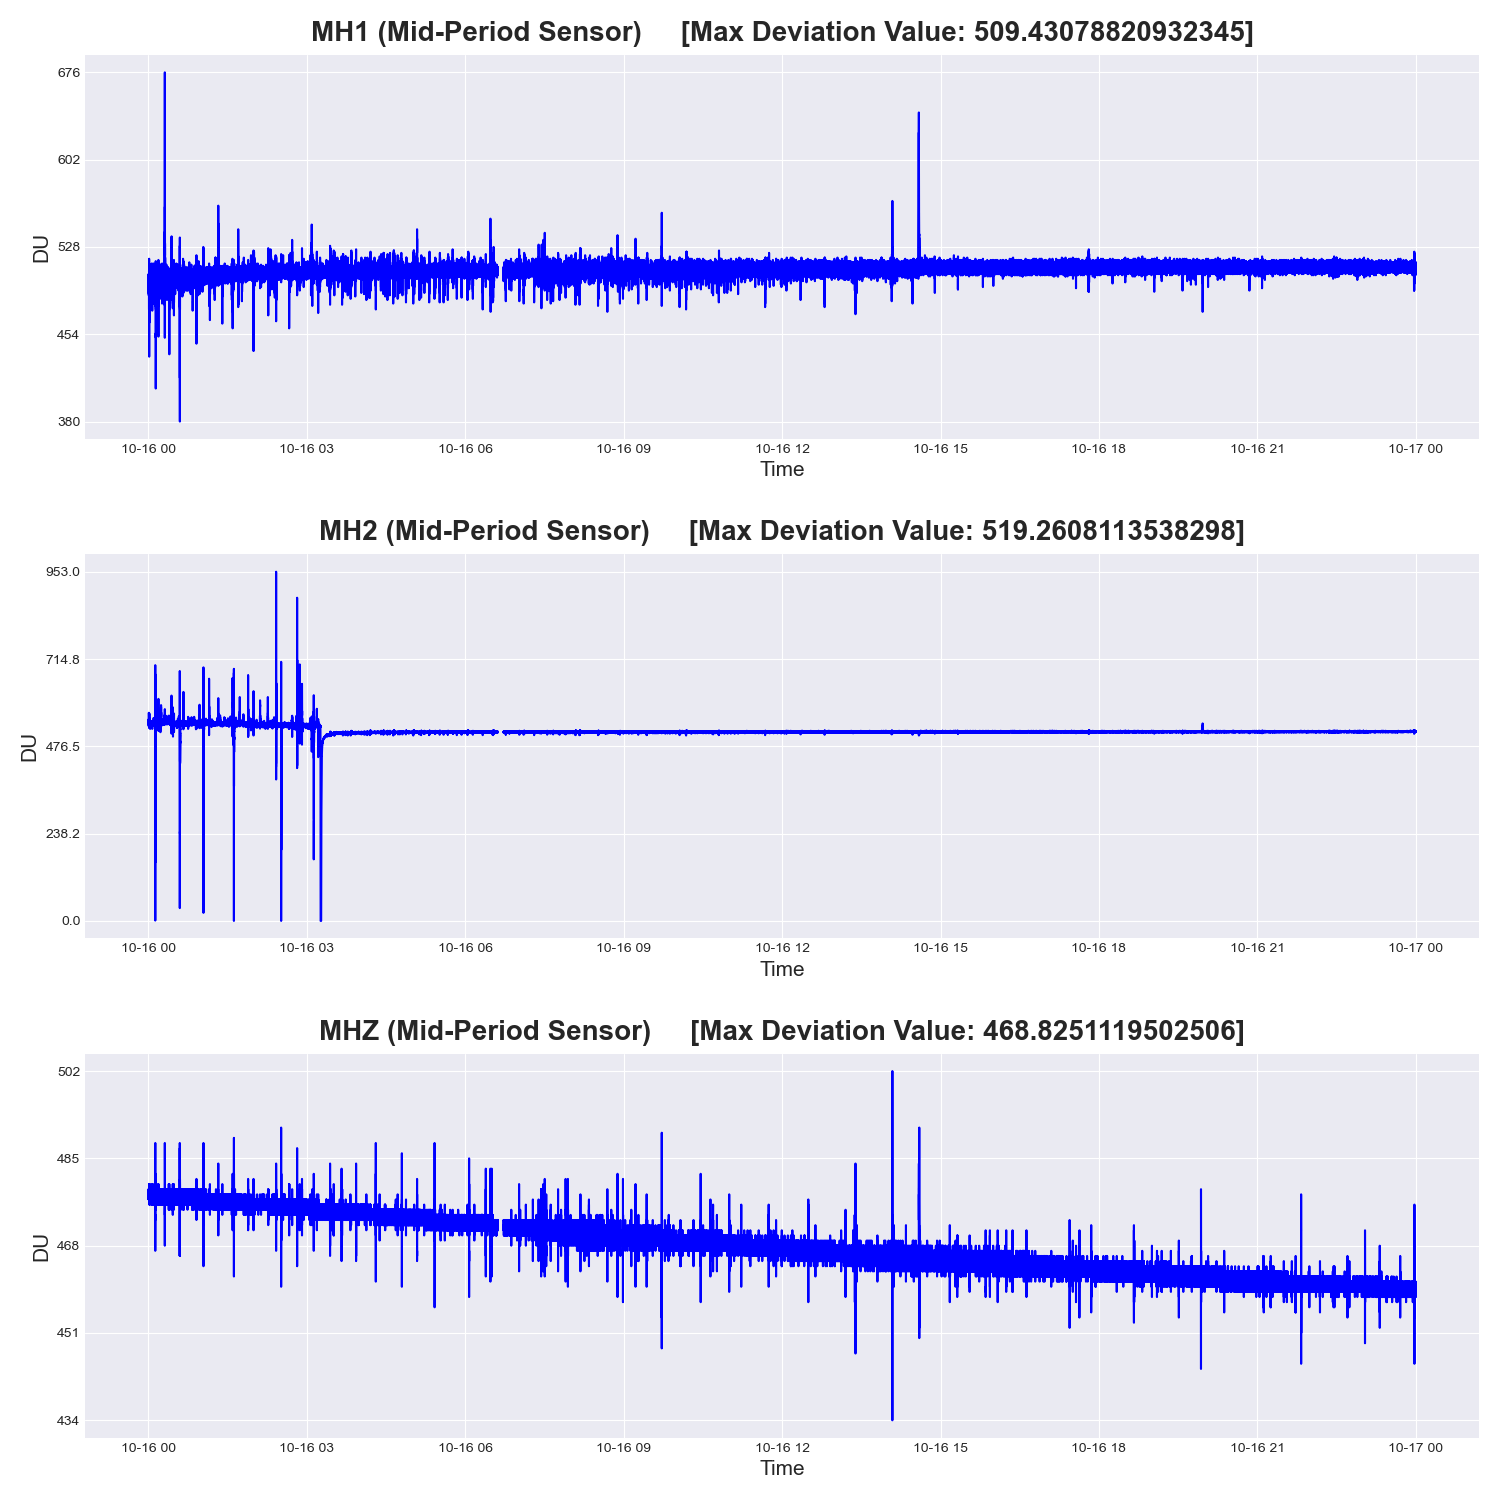 MH1 (Mid-Period Sensor) [Max Deviation Value: 509.43078820932345]
676
602
528
454
380
DU
10-16 00 10-16 03 10-16 06 10-16 09 10-16 12 10-16 15 10-16 18 10-16 21 10-17 00
Time
MH2 (Mid-Period Sensor) [Max Deviation Value: 519.2608113538298]
953.0
714.8
476.5
238.2
0.0
DU
10-16 00 10-16 03 10-16 06 10-16 09 10-16 12 10-16 15 10-16 18 10-16 21 10-17 00
Time
MHZ (Mid-Period Sensor) [Max Deviation Value: 468.8251119502506]
502
485
468
451
434
DU
10-16 00 10-16 03 10-16 06 10-16 09 10-16 12 10-16 15 10-16 18 10-16 21 10-17 00
Time